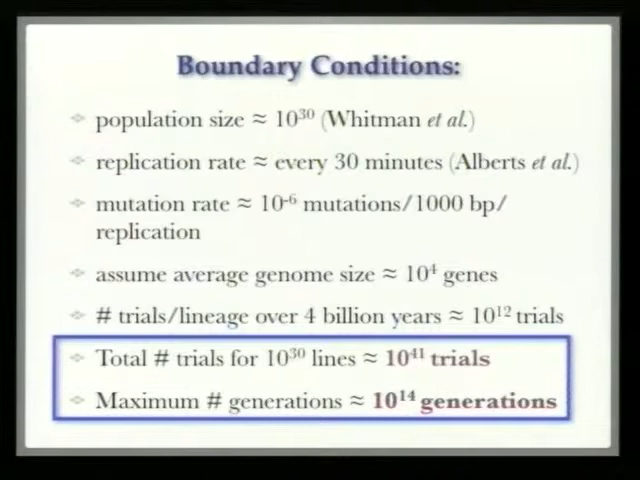 Boundary Conditions:
population size ≈ 10³⁰ (Whitman et al.)
replication rate ≈ every 30 minutes (Alberts et al.)
mutation rate ≈ 10⁻⁶ mutations/1000 bp/
replication
assume average genome size ≈ 10⁴ genes
# trials/lineage over 4 billion years ≈ 10¹² trials
Total # trials for 10³⁰ lines ≈ 10⁴¹ trials
Maximum # generations ≈ 10¹⁴ generations